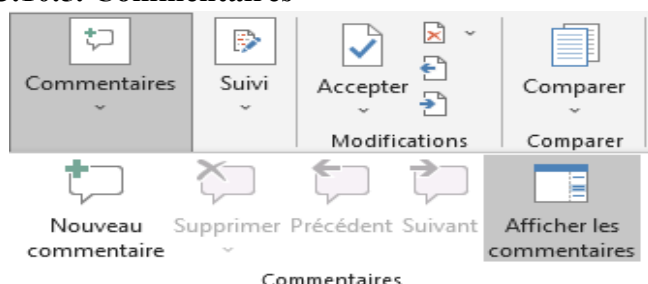 Commentaires
Commentaires Suivi Accepter Comparer
Modifications Comparer
Nouveau commentaire Supprimer Précédent Suivant Afficher les commentaires
Commentaires